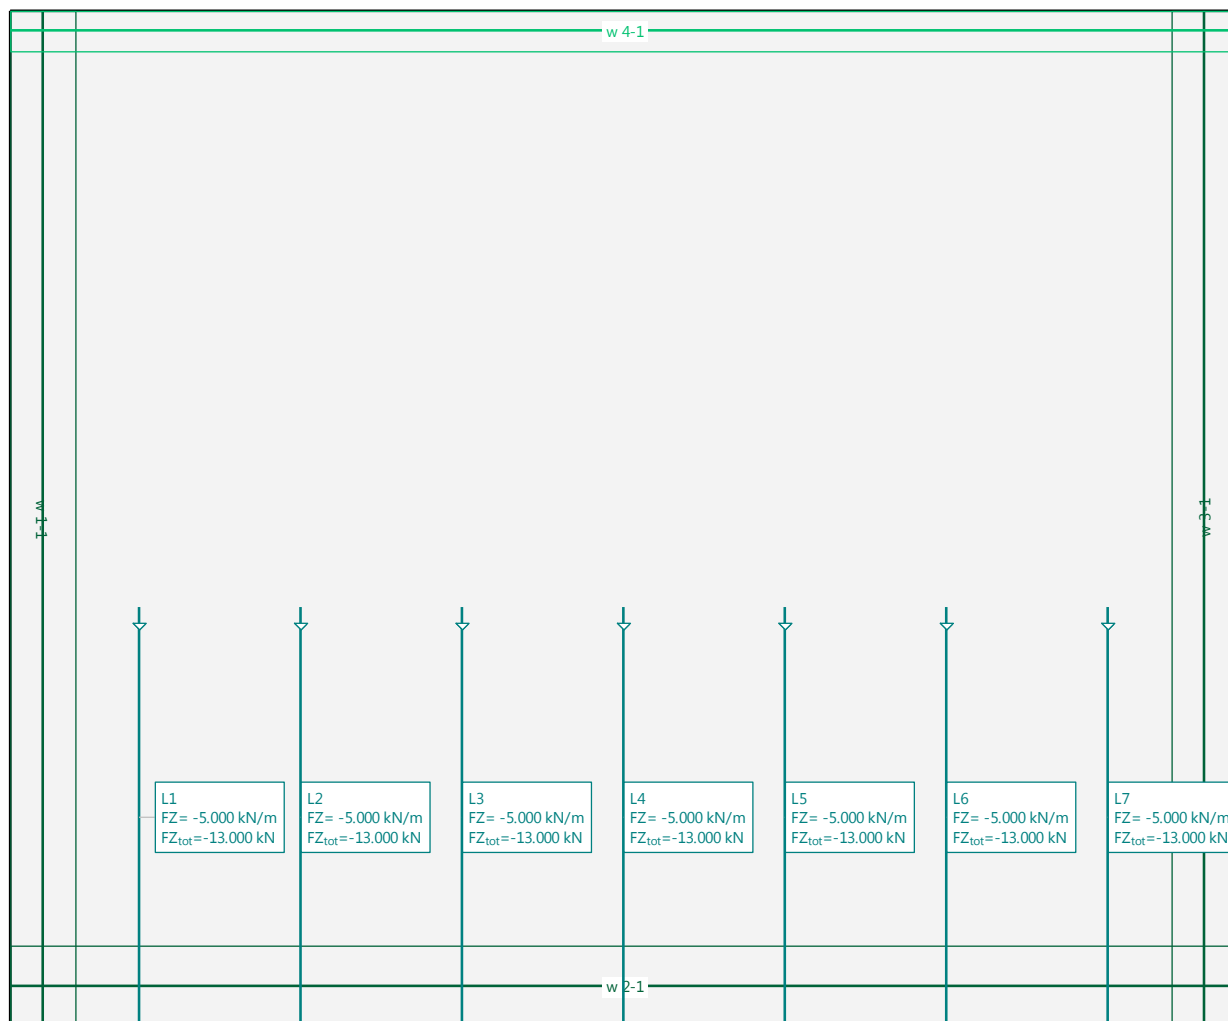 w 4-1
w 1-1
w 3-1
L1
FZ= -5.000 kN/m
FZtot=-13.000 kN
L2
FZ= -5.000 kN/m
FZtot=-13.000 kN
L3
FZ= -5.000 kN/m
FZtot=-13.000 kN
L4
FZ= -5.000 kN/m
FZtot=-13.000 kN
L5
FZ= -5.000 kN/m
FZtot=-13.000 kN
L6
FZ= -5.000 kN/m
FZtot=-13.000 kN
L7
FZ= -5.000 kN/m
FZtot=-13.000 kN
w 2-1